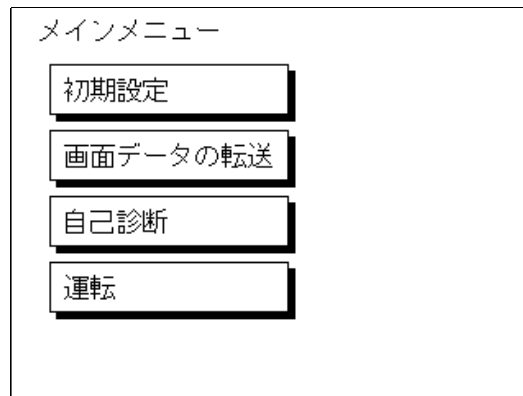 メインメニュー
初期設定
画面データの転送
自己診断
運転